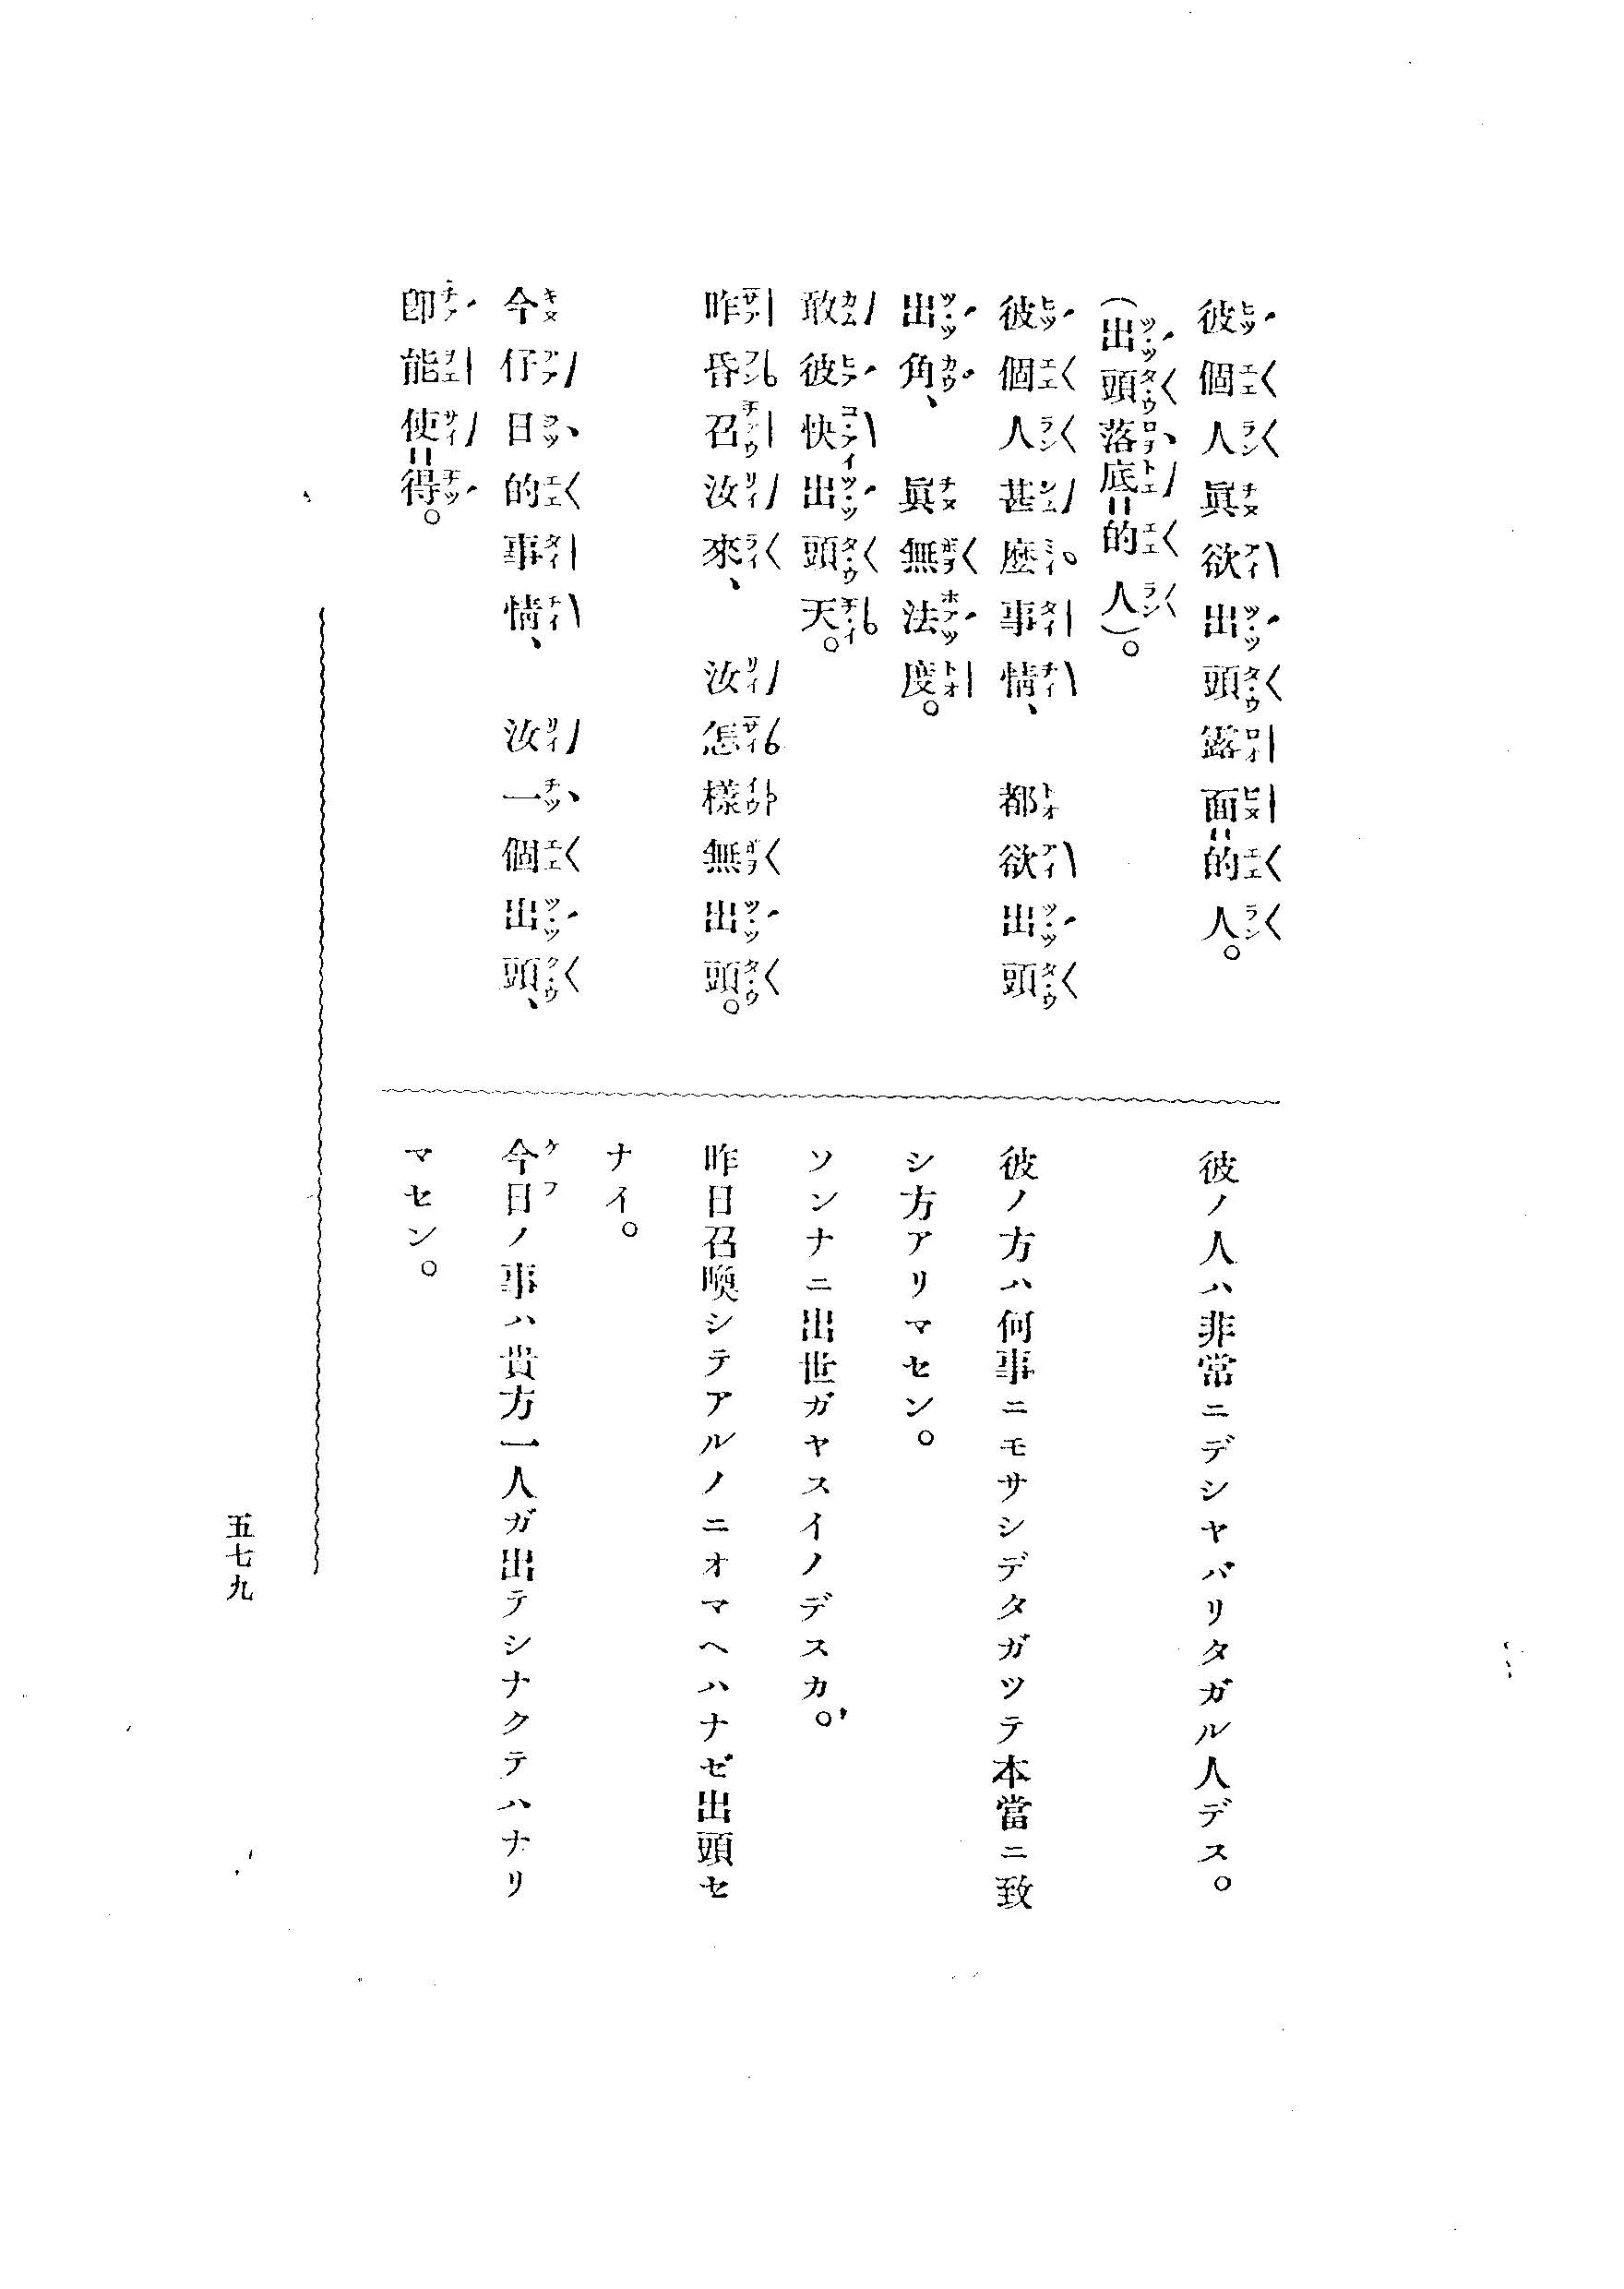 彼個人眞欲出頭露面=的人。
(出頭落底=的人)。
彼個人甚麼事情、都欲出頭
出角、眞無法度。
敢彼快出頭天。
昨昏召汝來、汝怎樣無出頭。
今仔日的事情、汝一個出頭、
卽能使=得。
彼ノ人ハ非常ニデシヤバリタガル人デス。
彼ノ方ハ何事ニモサシデタガツテ本當ニ致
シ方アリマセン。
ソンナニ出世ガヤスイノデスカ。
昨日召喚シテアルノニオマヘハナゼ出頭セ
ナイ。
今日ノ事ハ貴方一人ガ出テシナクテハナリ
マセン。
五七九